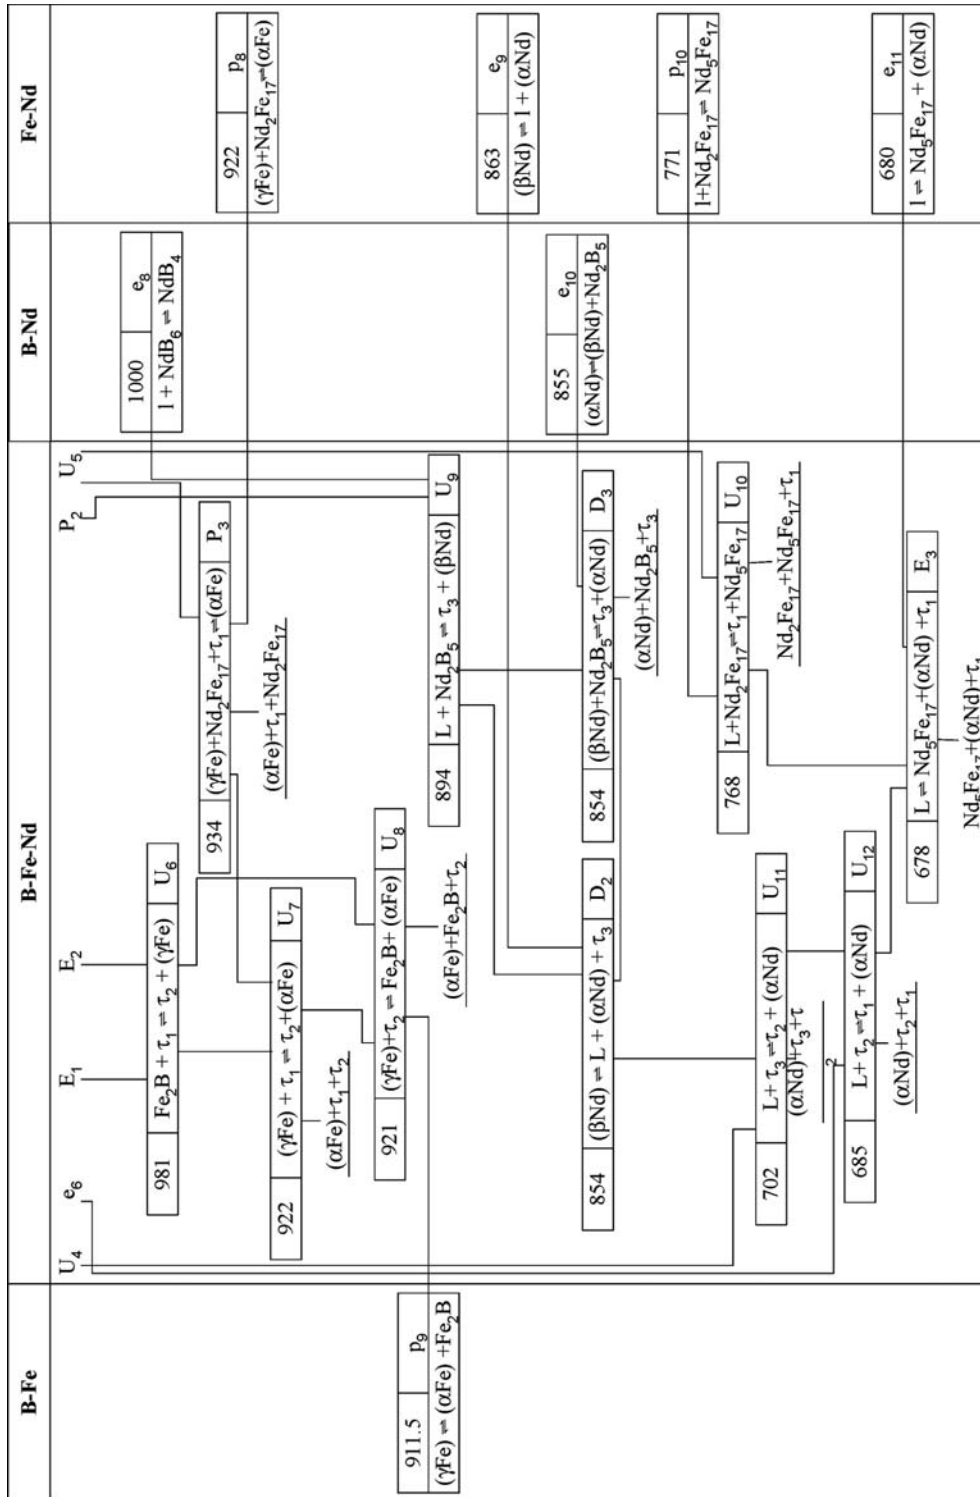 B-Fe
B-Fe-Nd
B-Nd
Fe-Nd
U4
e6
E1
E2
P2
U5
1000 e8
l + NdB6 ⇌ NdB4
981 Fe2B + τ1 ⇌ τ2 + (γFe) U6
934 (γFe)+Nd2Fe17+τ1⇌(αFe) P3
(αFe)+τ1+Nd2Fe17
922 p8
(γFe)+Nd2Fe17⇌(αFe)
922 (γFe) + τ1 ⇌ τ2+(αFe) U7
(αFe)+τ1+τ2
911.5 p9
(γFe) ⇌ (αFe) +Fe2B
921 (γFe)+τ2 ⇌ Fe2B+ (αFe) U8
(αFe)+Fe2B+τ2
894 L + Nd2B5 ⇌ τ3 + (βNd) U9
863 e9
(βNd) ⇌ l + (αNd)
855 e10
(αNd)⇌(βNd)+Nd2B5
854 (βNd) ⇌ L + (αNd) + τ3 D2
854 (βNd)+Nd2B5⇌τ3+(αNd) D3
(αNd)+Nd2B5+τ3
771 p10
l+Nd2Fe17⇌ Nd5Fe17
768 L+Nd2Fe17⇌τ1+Nd5Fe17 U10
Nd2Fe17+Nd5Fe17+τ1
702 L+ τ3⇌τ2 + (αNd) U11
(αNd)+τ3+τ
2
685 L+ τ2⇌τ1 + (αNd) U12
(αNd)+τ2+τ1
680 e11
l ⇌ Nd5Fe17 + (αNd)
678 L⇌ Nd5Fe17+(αNd) +τ1 E3
Nd5Fe17+(αNd)+τ1